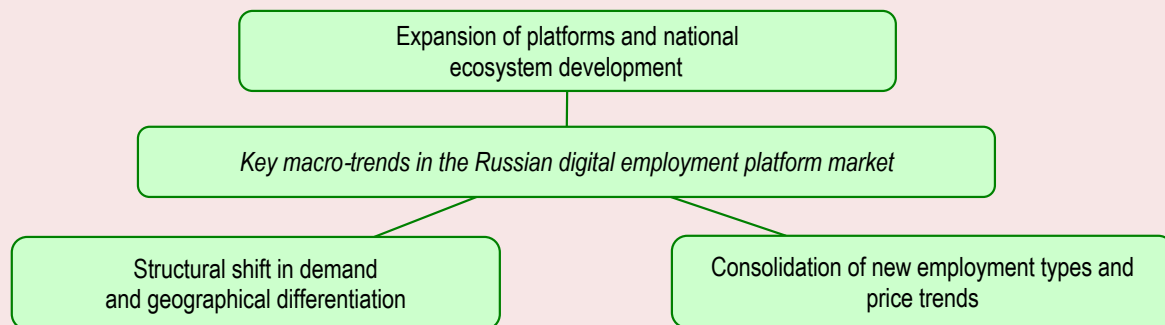 Expansion of platforms and national
ecosystem development
Key macro-trends in the Russian digital employment platform market
Structural shift in demand
and geographical differentiation
Consolidation of new employment types and
price trends